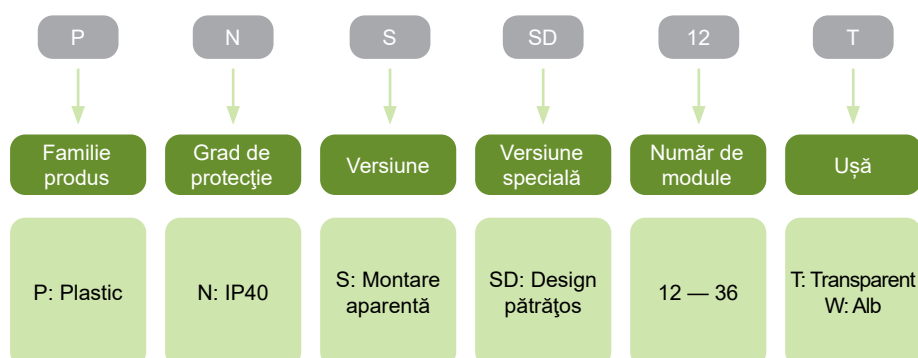 P
N
S
SD
12
T
Familie
produs
Grad de
protecţie
Versiune
Versiune
specială
Număr de
module
Ușă
P: Plastic
N: IP40
S: Montare
aparentă
SD: Design
pătrăţos
12 — 36
T: Transparent
W: Alb